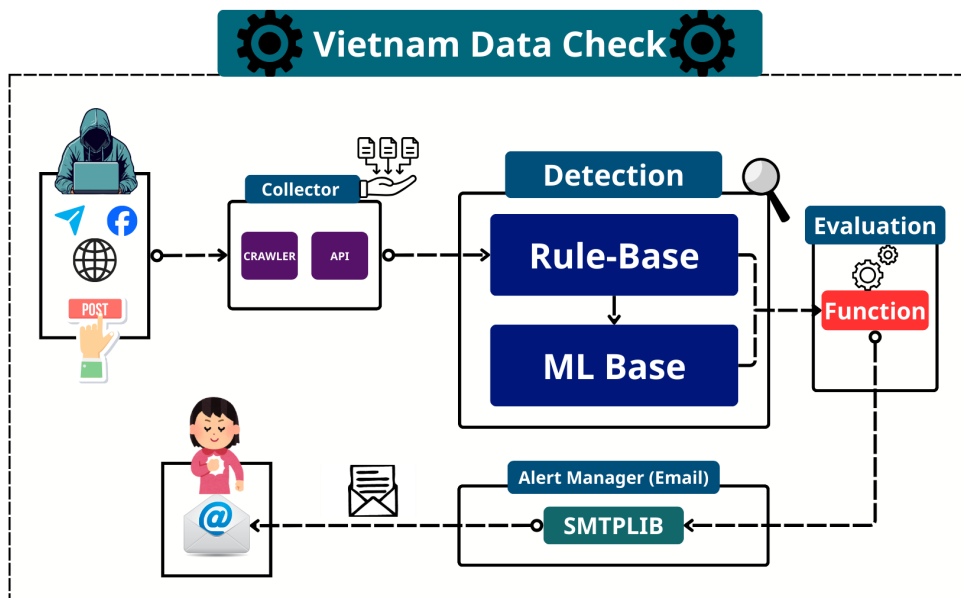 Vietnam Data Check
Collector
CRAWLER
API
POST
Detection
Rule-Base
ML Base
Evaluation
Function
Alert Manager (Email)
SMTPLIB
@